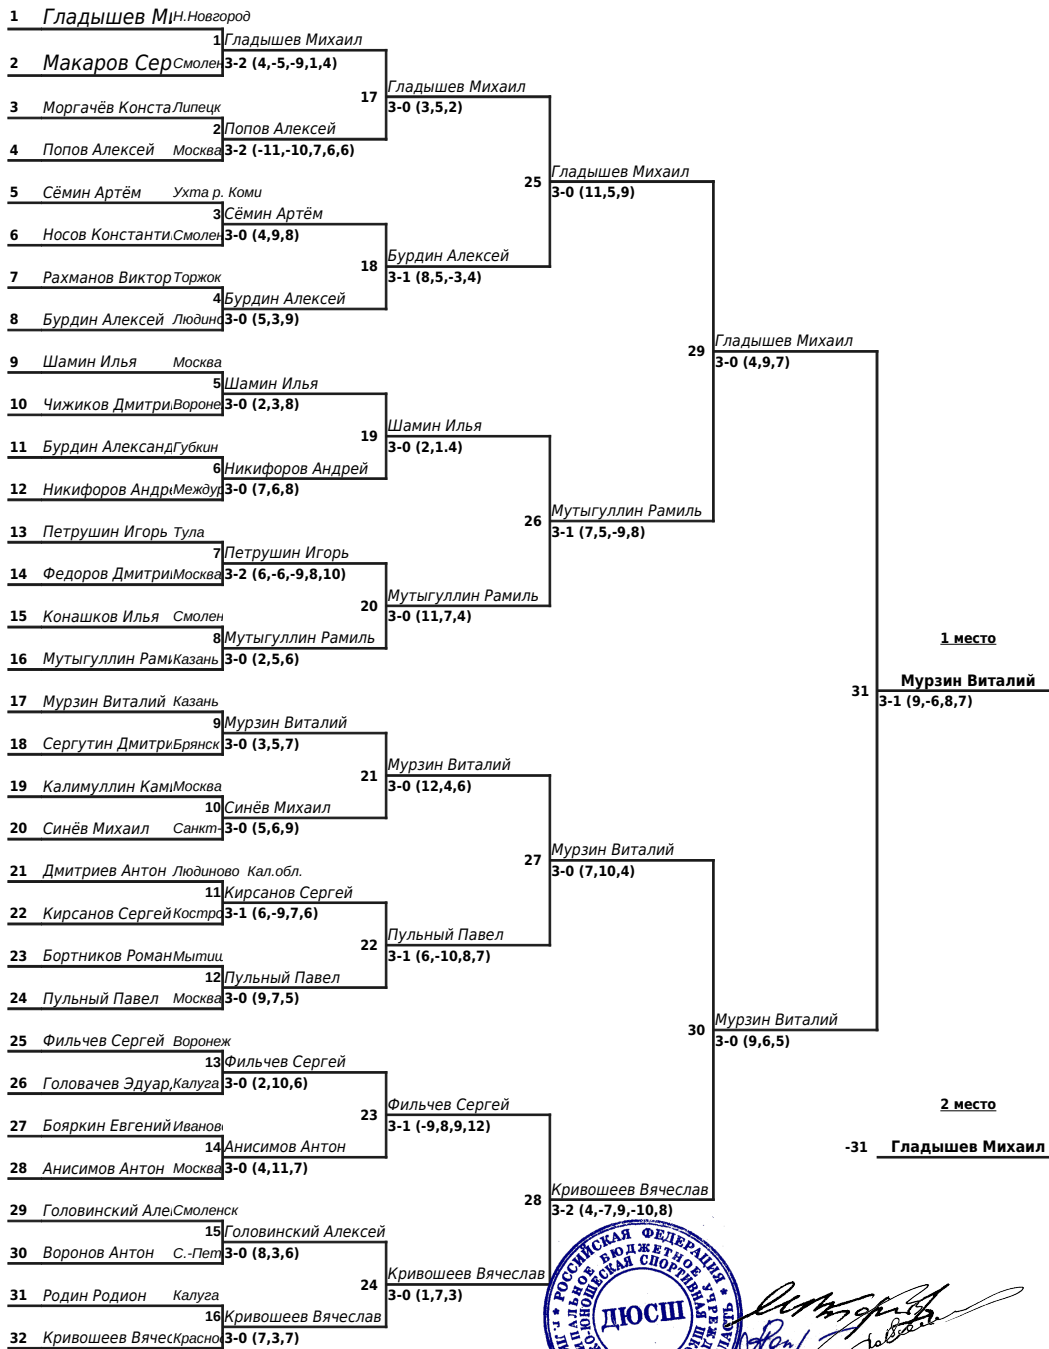 1 Гладышев Ми Н.Новгород
1 Гладышев Михаил
2 Макаров Сер Смолен 3-2 (4,-5,-9,1,4)
17 Гладышев Михаил
3-0 (3,5,2)
3 Моргачёв Конста Липецк
2 Попов Алексей
4 Попов Алексей Москва 3-2 (-11,-10,7,6,6)
25 Гладышев Михаил
3-0 (11,5,9)
5 Сёмин Артём Ухта р. Коми
3 Сёмин Артём
6 Носов Константи Смолен 3-0 (4,9,8)
18 Бурдин Алексей
3-1 (8,5,-3,4)
7 Рахманов Виктор Торжок
4 Бурдин Алексей
8 Бурдин Алексей Людино 3-0 (5,3,9)
29 Гладышев Михаил
3-0 (4,9,7)
9 Шамин Илья Москва
5 Шамин Илья
10 Чижиков Дмитри Вороне 3-0 (2,3,8)
19 Шамин Илья
3-0 (2,1.4)
11 Бурдин Александ Губкин
6 Никифоров Андрей
12 Никифоров Андре Междур 3-0 (7,6,8)
26 Мутыгуллин Рамиль
3-1 (7,5,-9,8)
13 Петрушин Игорь Тула
7 Петрушин Игорь
14 Федоров Дмитри Москва 3-2 (6,-6,-9,8,10)
20 Мутыгуллин Рамиль
3-0 (11,7,4)
15 Конашков Илья Смолен
8 Мутыгуллин Рамиль
16 Мутыгуллин Рами Казань 3-0 (2,5,6)
1 место
31 Мурзин Виталий
3-1 (9,-6,8,7)
17 Мурзин Виталий Казань
9 Мурзин Виталий
18 Сергутин Дмитри Брянск 3-0 (3,5,7)
21 Мурзин Виталий
3-0 (12,4,6)
19 Калимуллин Кам Москва
10 Синёв Михаил
20 Синёв Михаил Санкт- 3-0 (5,6,9)
27 Мурзин Виталий
3-0 (7,10,4)
21 Дмитриев Антон Людиново Кал.обл.
11 Кирсанов Сергей
22 Кирсанов Сергей Костро 3-1 (6,-9,7,6)
22 Пульный Павел
3-1 (6,-10,8,7)
23 Бортников Роман Мытищ
12 Пульный Павел
24 Пульный Павел Москва 3-0 (9,7,5)
30 Мурзин Виталий
3-0 (9,6,5)
25 Фильчев Сергей Воронеж
13 Фильчев Сергей
26 Головачев Эдуар Калуга 3-0 (2,10,6)
23 Фильчев Сергей
3-1 (-9,8,9,12)
2 место
27 Бояркин Евгений Иванов
14 Анисимов Антон
-31 Гладышев Михаил
28 Анисимов Антон Москва 3-0 (4,11,7)
28 Кривошеев Вячеслав
3-2 (4,-7,9,-10,8)
29 Головинский Але Смоленск
15 Головинский Алексей
30 Воронов Антон С.-Пет 3-0 (8,3,6)
24 Кривошеев Вячеслав
3-0 (1,7,3)
31 Родин Родион Калуга
16 Кривошеев Вячеслав
32 Кривошеев Вячес Красно 3-0 (7,3,7)
РОССИЙСКАЯ ФЕДЕРАЦИЯ
БЮДЖЕТНОЕ
СПОРТИВНАЯ
ДЮСШ